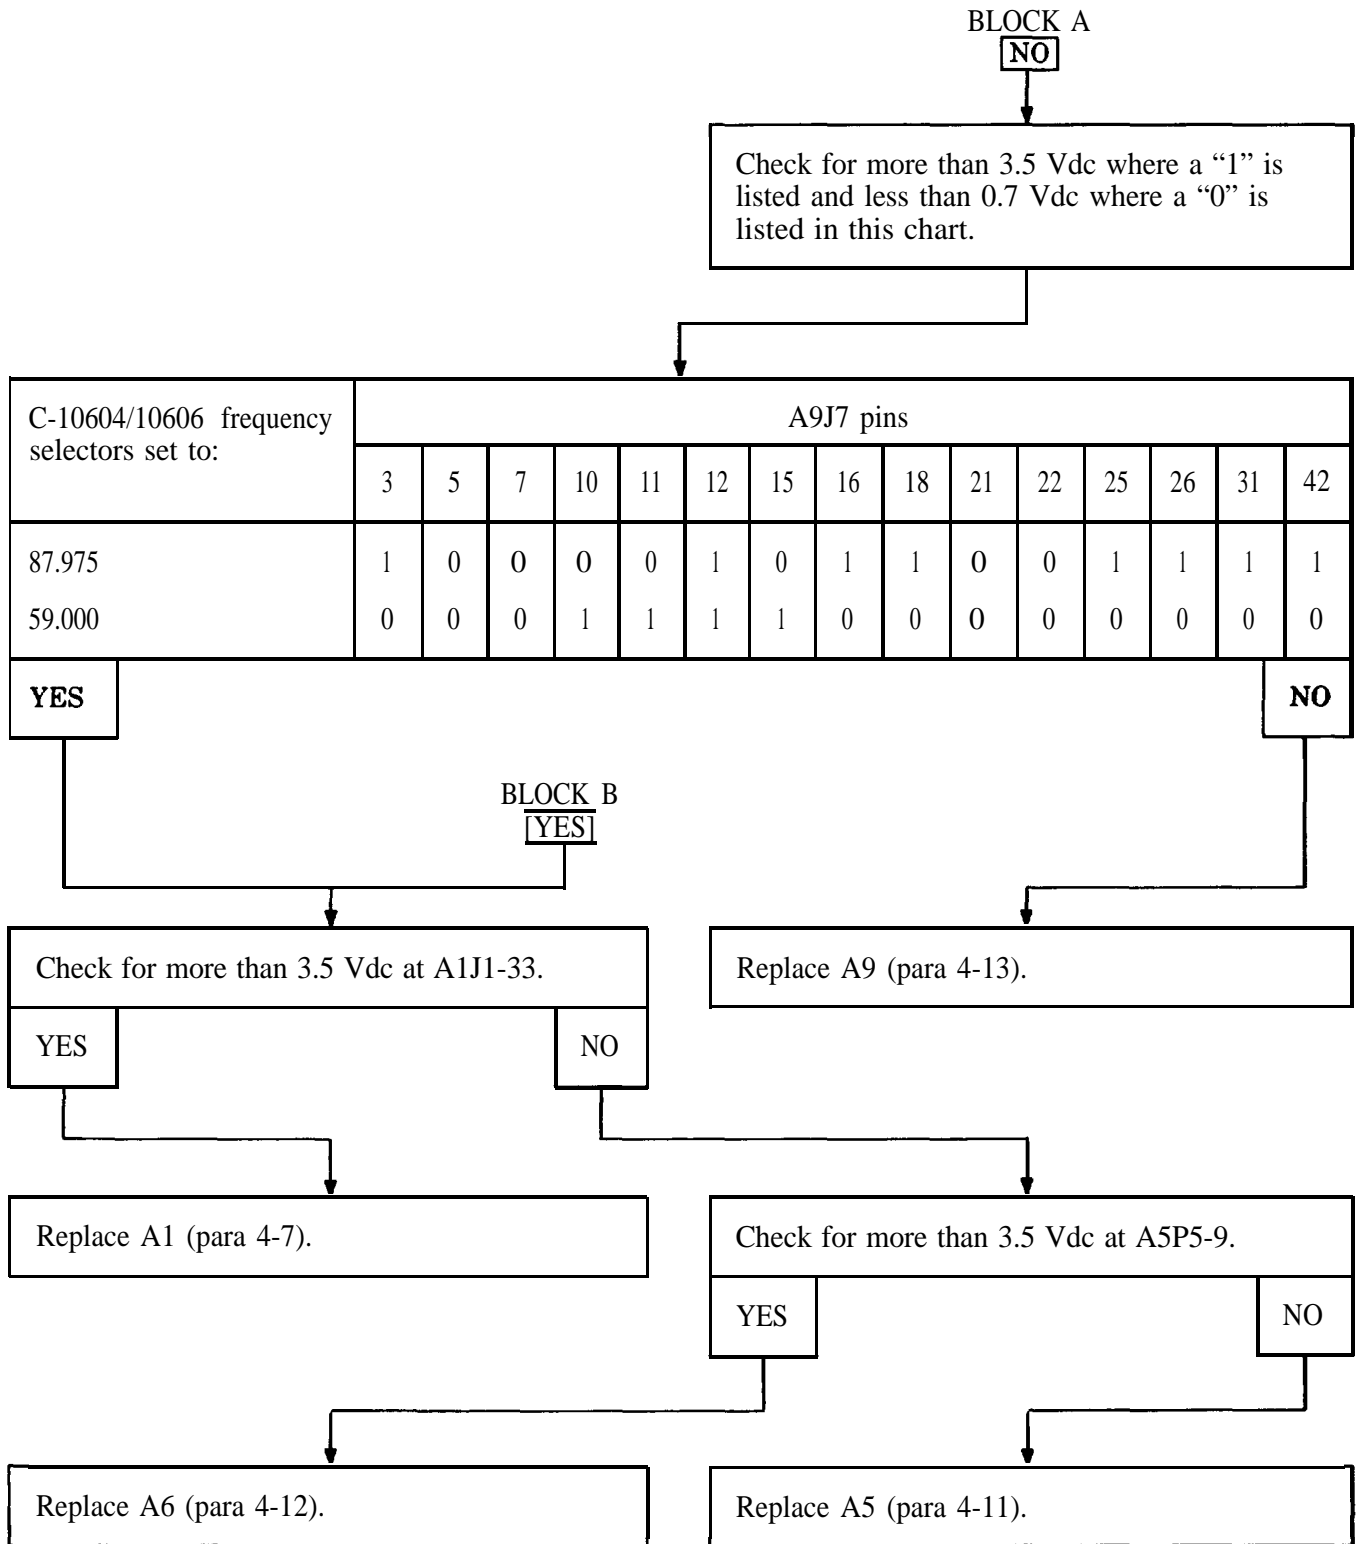 BLOCK A
NO
Check for more than 3.5 Vdc where a “1” is
listed and less than 0.7 Vdc where a “0” is
listed in this chart.
C-10604/10606 frequency
selectors set to:
A9J7 pins
3 5 7 10 11 12 15 16 18 21 22 25 26 31 42
87.975 1 0 0 0 0 1 0 1 1 0 0 1 1 1 1
59.000 0 0 0 1 1 1 1 0 0 0 0 0 0 0 0
YES
NO
BLOCK B
[YES]
Check for more than 3.5 Vdc at A1J1-33.
Replace A9 (para 4-13).
YES
NO
Replace A1 (para 4-7).
Check for more than 3.5 Vdc at A5P5-9.
YES
NO
Replace A6 (para 4-12).
Replace A5 (para 4-11).